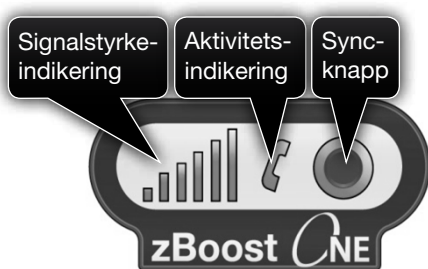 Signalstyrke-
indikering
Aktivitets-
indikering
Sync-
knapp
zBoost ONE